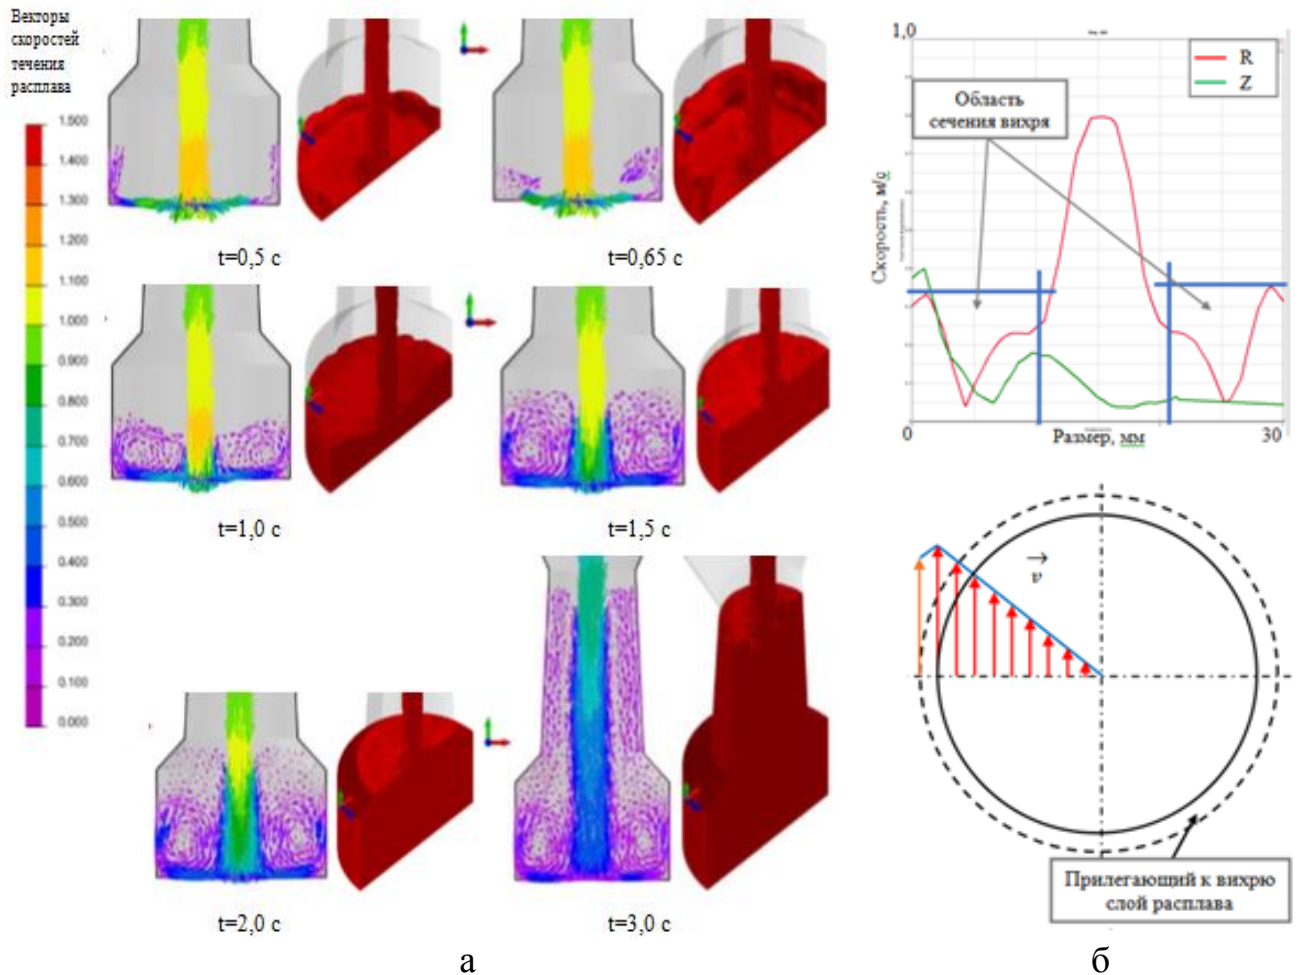 Векторы
скоростей
течения
расплава
1.500
1.400
1.300
1.200
1.100
1.000
0.900
0.800
0.700
0.600
0.500
0.400
0.300
0.200
0.100
0.000
t=0,5 с
t=0,65 с
t=1,0 с
t=1,5 с
t=2,0 с
t=3,0 с
а
1,0
R
Z
Область
сечения вихря
Скорость, м/с
0
Размер, мм
30
v
Прилегающий к вихрю
слой расплава
б